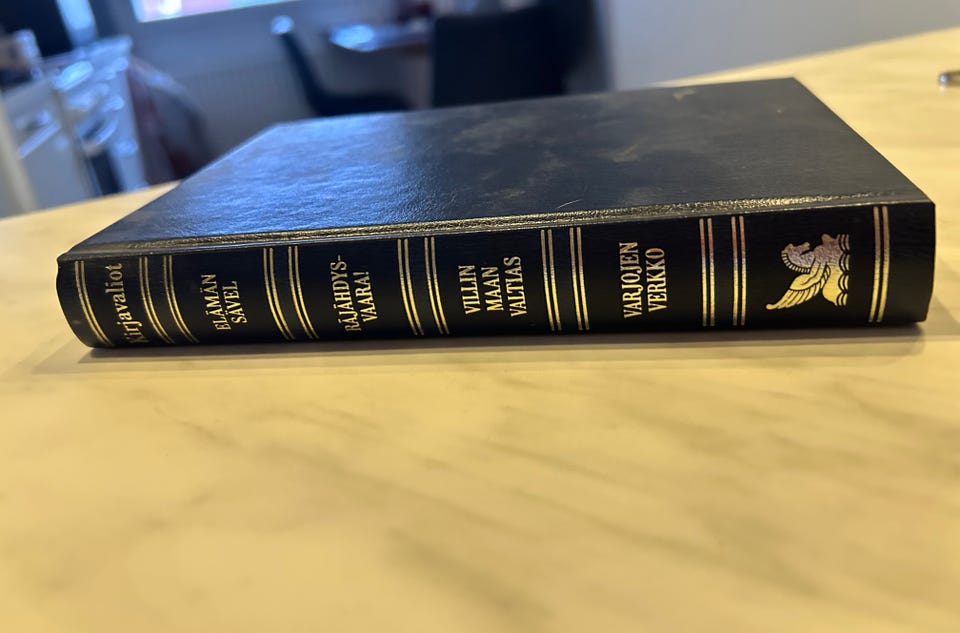 Kirjavaliot
ELÄMÄN
SÄVEL
RÄJÄHDYS-
VAARA!
VILLIN
MAAN
VALTIAS
VARJOJEN
VERKKO